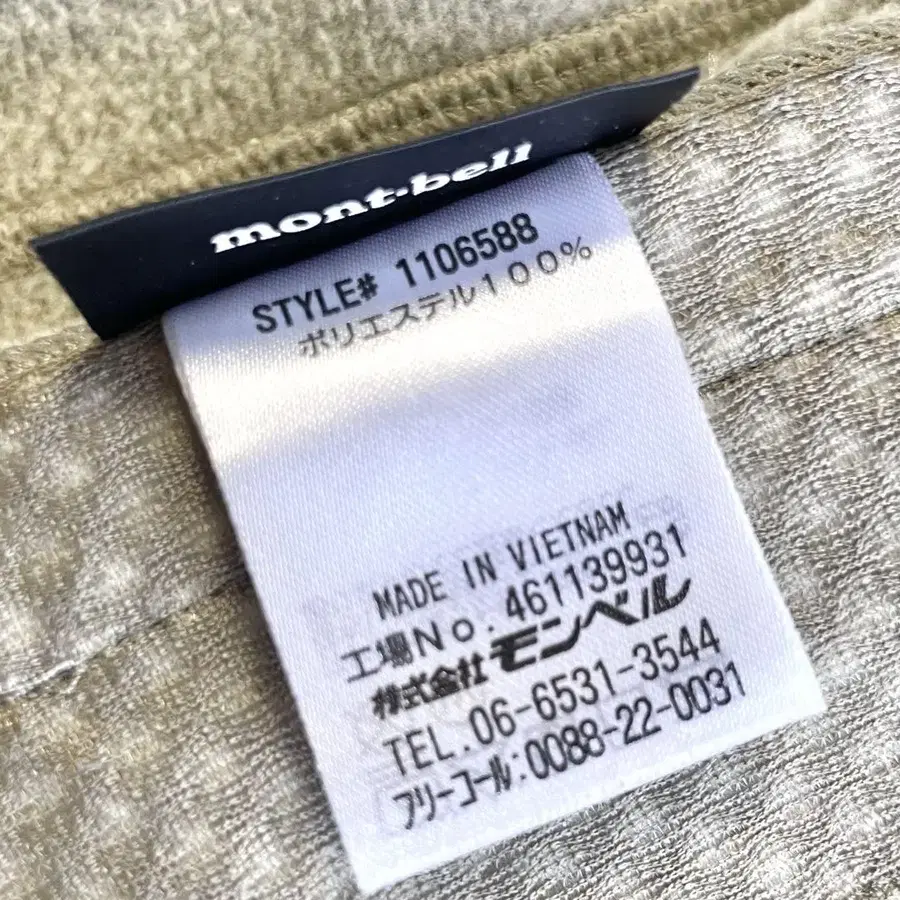 mont-bell
STYLE# 1106588
ポリエステル100%
MADE IN VIETNAM
工場No.461139931
株式会社モンベル
TEL.06-6531-3544
フリーコール:0088-22-0031